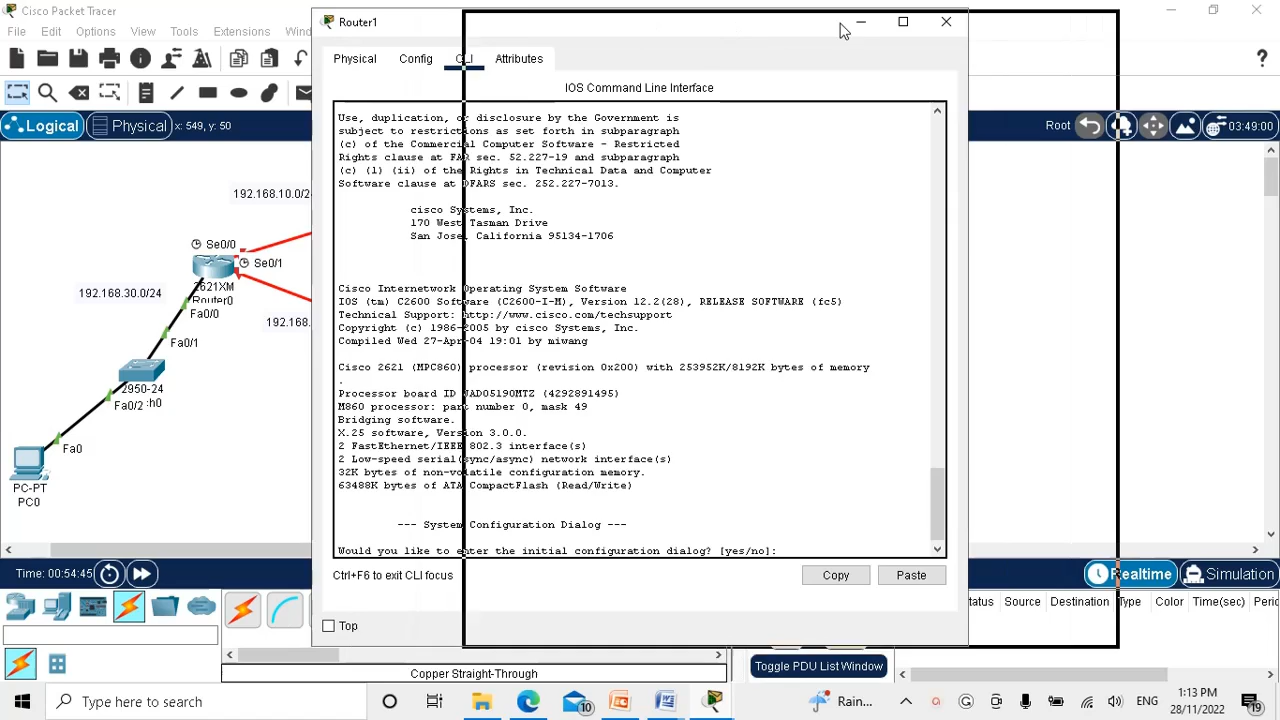 Cisco Packet Tracer
File Edit Options View Tools Extensions
Router1
Physical Config CLI Attributes
IOS Command Line Interface
Logical Physical x: 549, y: 50
Root 03:49:00
Use, duplication, or disclosure by the Government is
subject to restrictions as set forth in subparagraph
(c) of the Commercial Computer Software - Restricted
Rights clause at FAR sec. 52.227-19 and subparagraph
(c) (1) (ii) of the Rights in Technical Data and Computer
Software clause at DFARS sec. 252.227-7013.
cisco Systems, Inc.
170 West Tasman Drive
San Jose, California 95134-1706
Cisco Internetwork Operating System Software
IOS (tm) C2600 Software (C2600-I-M), Version 12.2(28), RELEASE SOFTWARE (fc5)
Technical Support: http://www.cisco.com/techsupport
Copyright (c) 1986-2005 by cisco Systems, Inc.
Compiled Wed 27-Apr-04 19:01 by miwang
Cisco 2621 (MPC860) processor (revision 0x200) with 253952K/8192K bytes of memory
.
Processor board ID JAD05190MTZ (4292891495)
M860 processor: part number 0, mask 49
Bridging software.
X.25 software, Version 3.0.0.
2 FastEthernet/IEEE 802.3 interface(s)
2 Low-speed serial(sync/async) network interface(s)
32K bytes of non-volatile configuration memory.
63488K bytes of ATA CompactFlash (Read/Write)
--- System Configuration Dialog ---
Would you like to enter the initial configuration dialog? [yes/no]:
Ctrl+F6 to exit CLI focus
Copy Paste
Top
192.168.10.0/24
Se0/0
Se0/1
2621XM
Router0
Fa0/0
192.168.30.0/24
192.168.
Fa0/1
2950-24
Fa0/2
Fa0
PC-PT
PC0
Time: 00:54:45
Realtime Simulation
Source Destination Type Color Time(sec)
Copper Straight-Through
Toggle PDU List Window
Type here to search
10
Rain...
ENG
1:13 PM
28/11/2022
19